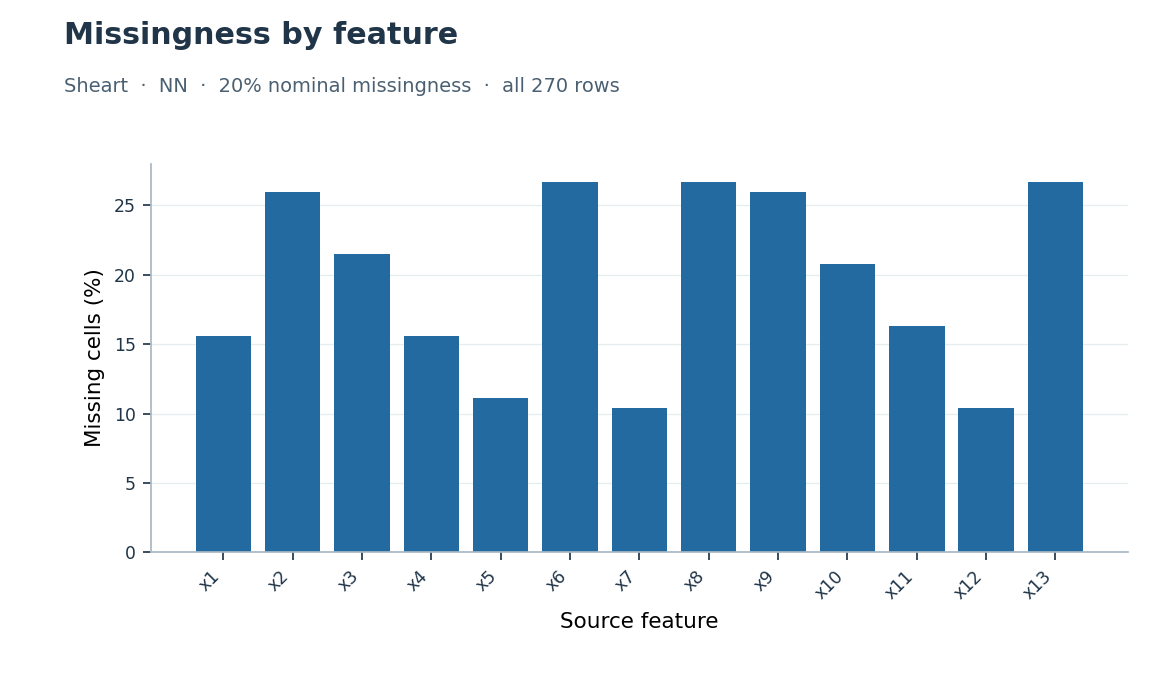 Missingness by feature
Sheart · NN · 20% nominal missingness · all 270 rows
Missing cells (%)
25
20
15
10
5
0
x1 x2 x3 x4 x5 x6 x7 x8 x9 x10 x11 x12 x13
Source feature